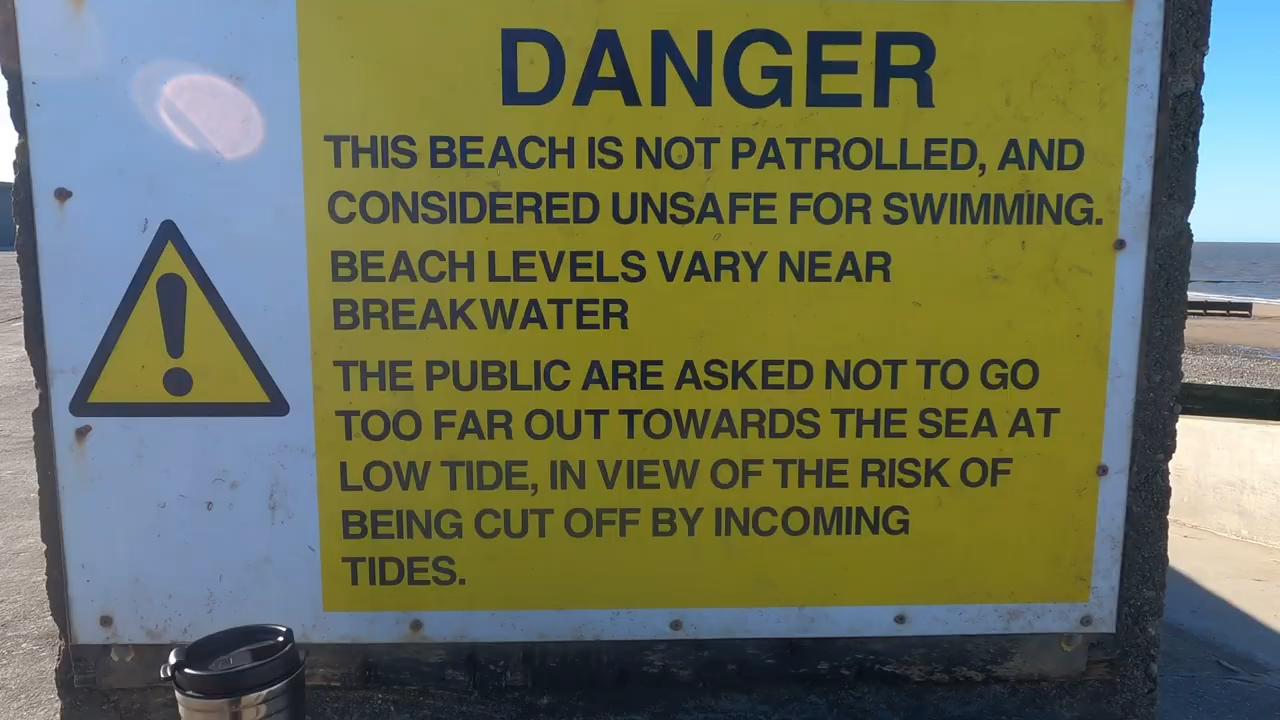 DANGER
THIS BEACH IS NOT PATROLLED, AND
CONSIDERED UNSAFE FOR SWIMMING.
BEACH LEVELS VARY NEAR
BREAKWATER
THE PUBLIC ARE ASKED NOT TO GO
TOO FAR OUT TOWARDS THE SEA AT
LOW TIDE, IN VIEW OF THE RISK OF
BEING CUT OFF BY INCOMING
TIDES.